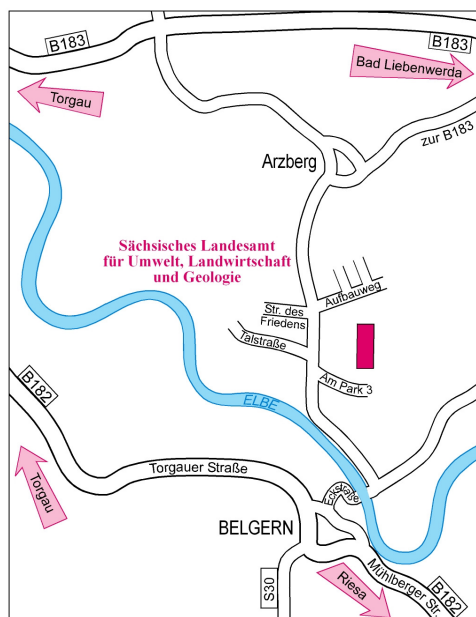 B183
B183
Bad Liebenwerda
Torgau
zur B183
Arzberg
Sächsisches Landesamt
für Umwelt, Landwirtschaft
und Geologie
Aufbauweg
Str. des
Friedens
Talstraße
Am Park 3
B182
ELBE
Torgauer Straße
Torgau
Eckstraße
BELGERN
Mühlberger Str.
S30
Riesa
B182